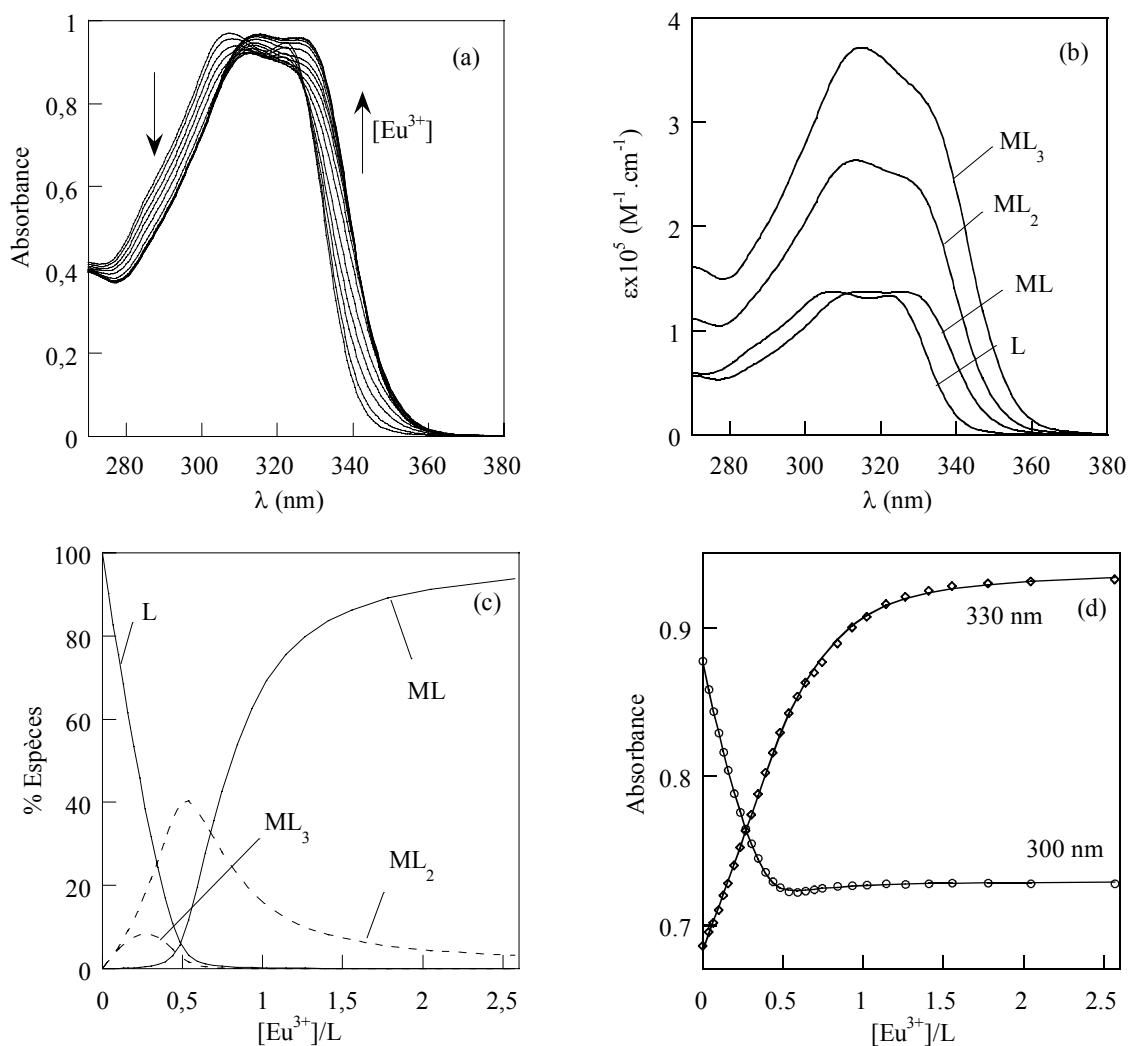 (a)
Absorbance
1
0,8
0,6
0,4
0,2
0
[Eu³⁺]
280 300 320 340 360 380
λ (nm)
(b)
εx10⁵ (M⁻¹.cm⁻¹)
4
3
2
1
0
ML₃
ML₂
ML
L
280 300 320 340 360 380
λ (nm)
(c)
% Espèces
100
80
60
40
20
0
L
ML
ML₃
ML₂
0 0,5 1 1,5 2 2,5
[Eu³⁺]/L
(d)
Absorbance
0.9
0.8
0.7
330 nm
300 nm
0 0.5 1 1.5 2 2.5
[Eu³⁺]/L